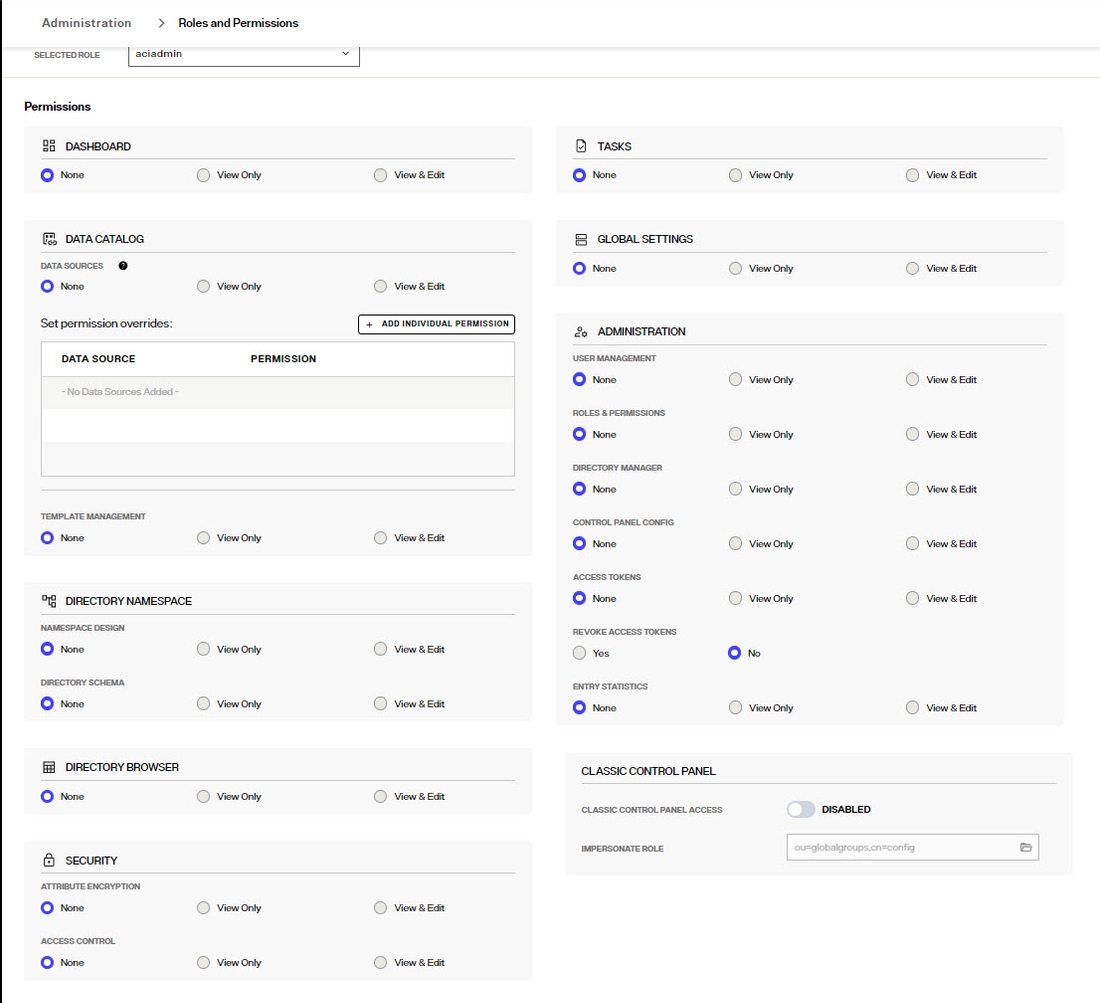 Administration > Roles and Permissions
SELECTED ROLE aciadmin
Permissions
DASHBOARD
None View Only View & Edit
DATA CATALOG
DATA SOURCES ?
None View Only View & Edit
Set permission overrides: + ADD INDIVIDUAL PERMISSION
DATA SOURCE PERMISSION
- No Data Sources Added -
TEMPLATE MANAGEMENT
None View Only View & Edit
DIRECTORY NAMESPACE
NAMESPACE DESIGN
None View Only View & Edit
DIRECTORY SCHEMA
None View Only View & Edit
DIRECTORY BROWSER
None View Only View & Edit
SECURITY
ATTRIBUTE ENCRYPTION
None View Only View & Edit
ACCESS CONTROL
None View Only View & Edit
TASKS
None View Only View & Edit
GLOBAL SETTINGS
None View Only View & Edit
ADMINISTRATION
USER MANAGEMENT
None View Only View & Edit
ROLES & PERMISSIONS
None View Only View & Edit
DIRECTORY MANAGER
None View Only View & Edit
CONTROL PANEL CONFIG
None View Only View & Edit
ACCESS TOKENS
None View Only View & Edit
REVOKE ACCESS TOKENS
Yes No
ENTRY STATISTICS
None View Only View & Edit
CLASSIC CONTROL PANEL
CLASSIC CONTROL PANEL ACCESS DISABLED
IMPERSONATE ROLE ou=globalgroups,cn=config